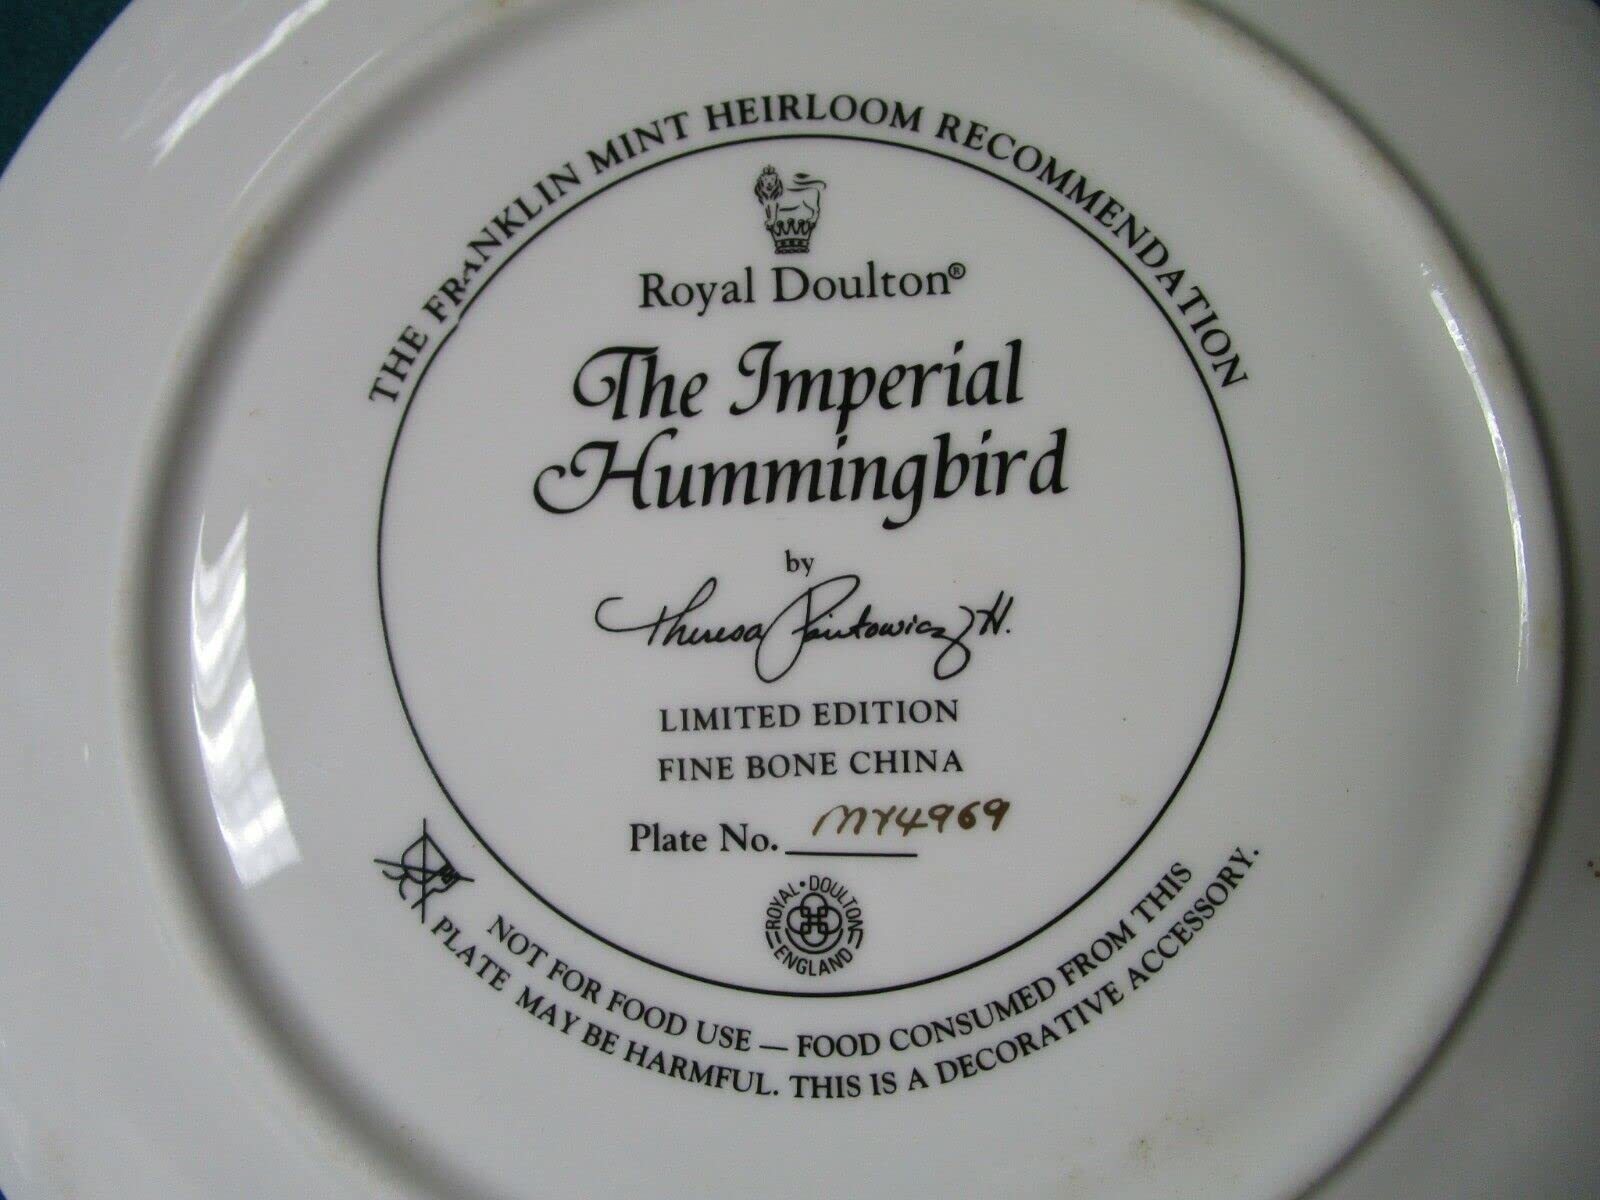 THE FRANKLIN MINT HEIRLOOM RECOMMENDATION
Royal Doulton®
The Imperial
Hummingbird
by
Theresa Paintowicz H.
LIMITED EDITION
FINE BONE CHINA
Plate No. MY4969
ROYAL • DOULTON
ENGLAND
NOT FOR FOOD USE — FOOD CONSUMED FROM THIS
PLATE MAY BE HARMFUL. THIS IS A DECORATIVE ACCESSORY.